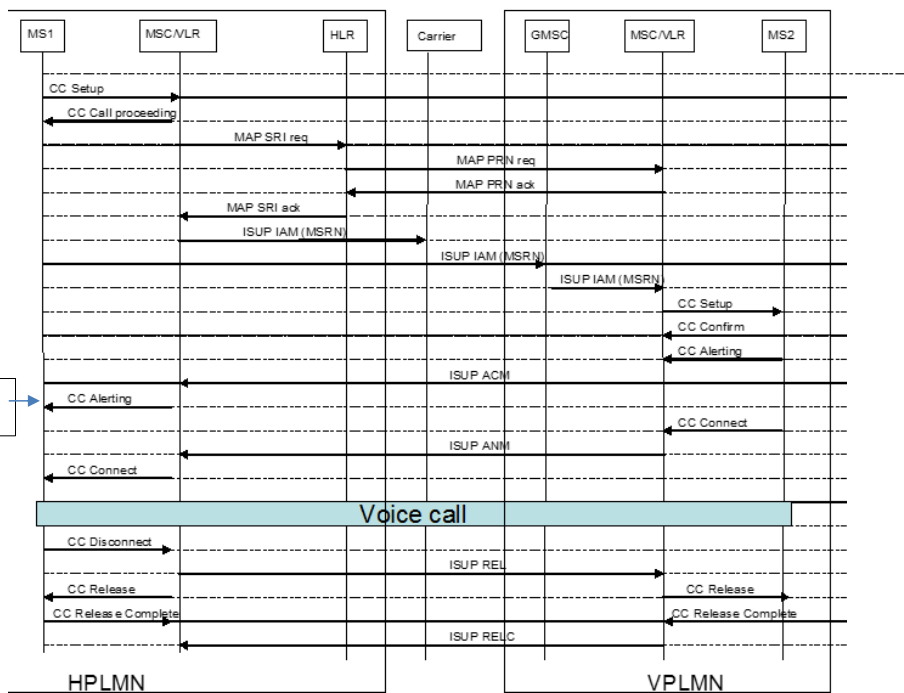 MS1 MSC/VLR HLR Carrier GMSC MSC/VLR MS2
CC Setup
CC Call proceeding
MAP SRI req
MAP PRN req
MAP PRN ack
MAP SRI ack
ISUP IAM (MSRN)
ISUP IAM (MSRN)
ISUP IAM (MSRN)
CC Setup
CC Confirm
CC Alerting
ISUP ACM
CC Alerting
CC Connect
ISUP ANM
CC Connect
Voice call
CC Disconnect
ISUP REL
CC Release CC Release
CC Release Complete CC Release Complete
ISUP RELC
HPLMN VPLMN